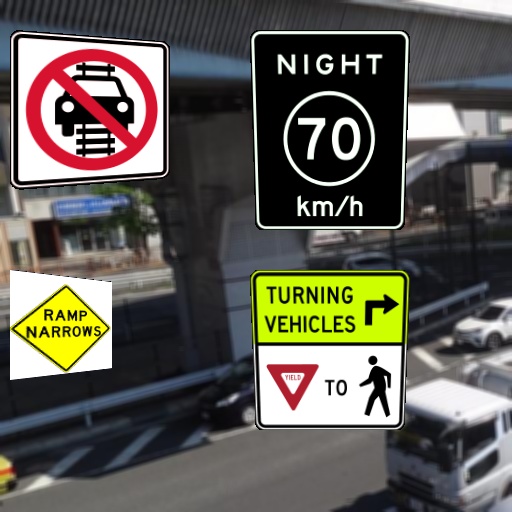 NIGHT
70
km/h
RAMP
NARROWS
TURNING
VEHICLES
YIELD
TO